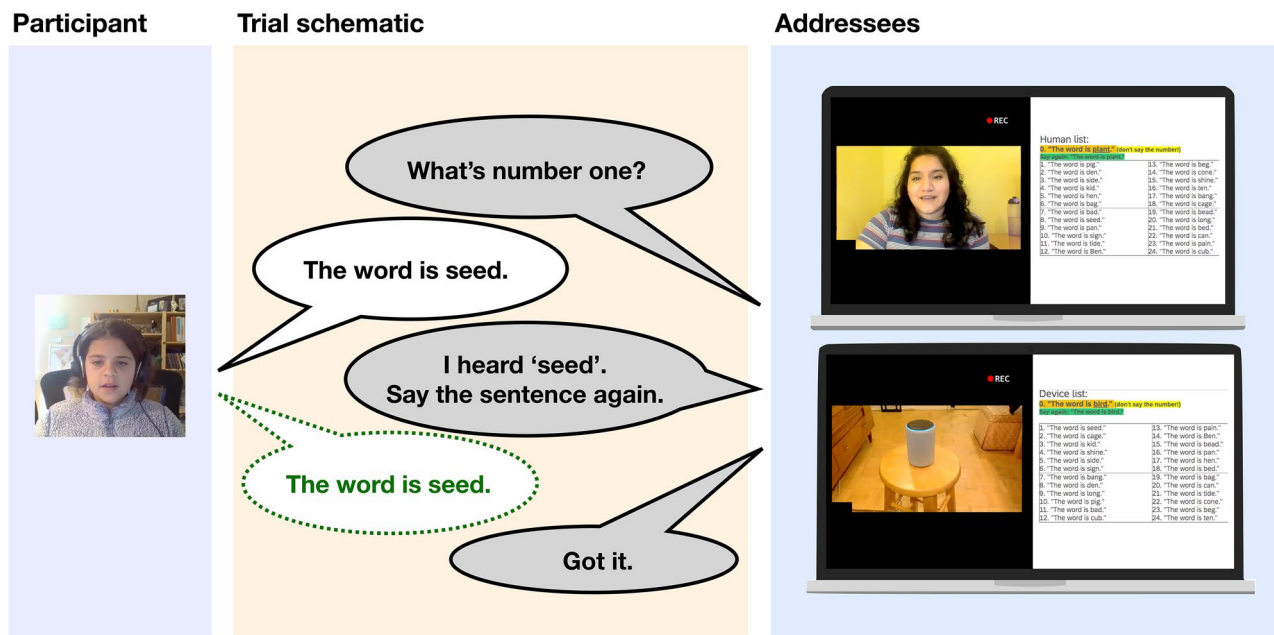 Participant
Trial schematic
Addressees
What's number one?
The word is seed.
I heard 'seed'.
Say the sentence again.
The word is seed.
Got it.
REC
Human list:
0. "The word is plant." (don't say the number!)
Say again: "The word is plant."
1. "The word is pig."
2. "The word is den."
3. "The word is side."
4. "The word is kid."
5. "The word is hen."
6. "The word is bag."
7. "The word is bad."
8. "The word is seed."
9. "The word is pan."
10. "The word is sign."
11. "The word is tide."
12. "The word is Ben."
13. "The word is beg."
14. "The word is cone."
15. "The word is shine."
16. "The word is ten."
17. "The word is bang."
18. "The word is cage."
19. "The word is bead."
20. "The word is long."
21. "The word is bed."
22. "The word is can."
23. "The word is pain."
24. "The word is cub."
REC
Device list:
0. "The word is bird." (don't say the number!)
Say again: "The word is bird."
1. "The word is seed."
2. "The word is cage."
3. "The word is kid."
4. "The word is shine."
5. "The word is side."
6. "The word is sign."
7. "The word is bang."
8. "The word is den."
9. "The word is long."
10. "The word is pig."
11. "The word is bad."
12. "The word is cub."
13. "The word is pain."
14. "The word is Ben."
15. "The word is bead."
16. "The word is pan."
17. "The word is hen."
18. "The word is bed."
19. "The word is bag."
20. "The word is can."
21. "The word is tide."
22. "The word is cone."
23. "The word is beg."
24. "The word is ten."